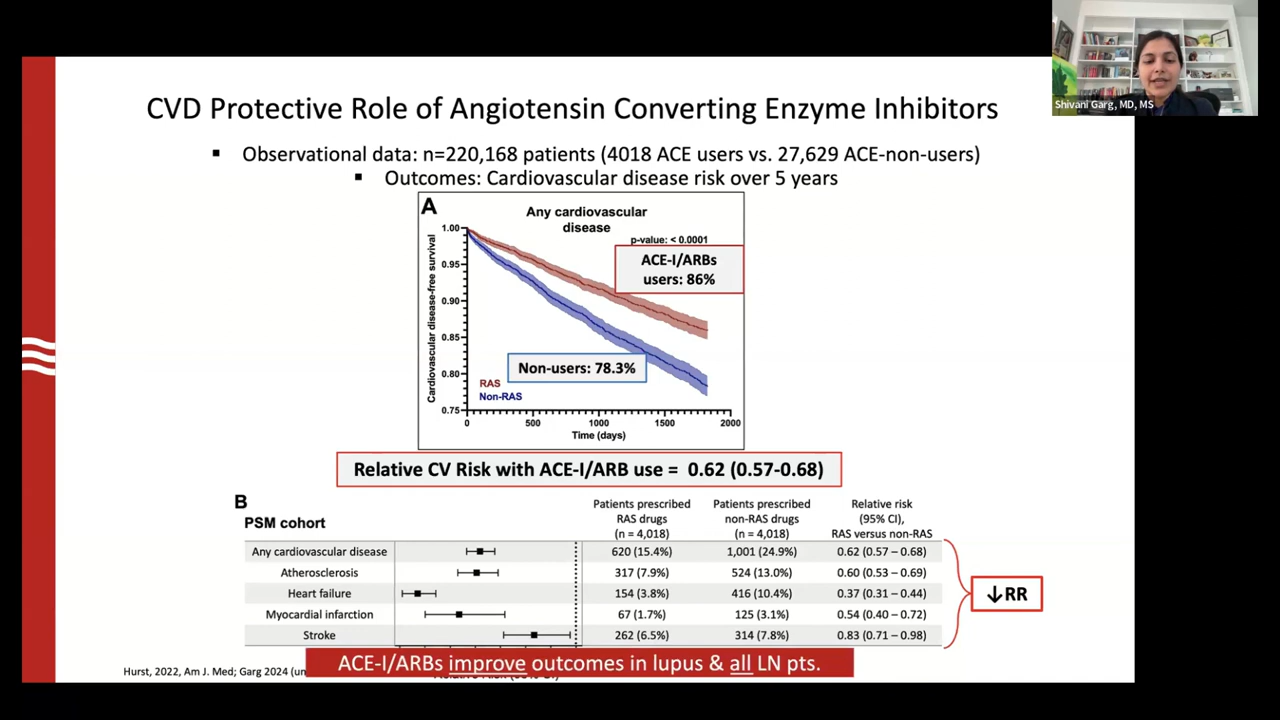 Shivani Garg, MD, MS
CVD Protective Role of Angiotensin Converting Enzyme Inhibitors
▪ Observational data: n=220,168 patients (4018 ACE users vs. 27,629 ACE-non-users)
▪ Outcomes: Cardiovascular disease risk over 5 years
A
Any cardiovascular
disease
p-value: < 0.0001
ACE-I/ARBs
users: 86%
Non-users: 78.3%
RAS
Non-RAS
Cardiovascular disease-free survival
1.00
0.95
0.90
0.85
0.80
0.75
0 500 1000 1500 2000
Time (days)
Relative CV Risk with ACE-I/ARB use = 0.62 (0.57-0.68)
B
PSM cohort
Patients prescribed
RAS drugs
(n = 4,018)
Patients prescribed
non-RAS drugs
(n = 4,018)
Relative risk
(95% CI),
RAS versus non-RAS
Any cardiovascular disease 620 (15.4%) 1,001 (24.9%) 0.62 (0.57 – 0.68)
Atherosclerosis 317 (7.9%) 524 (13.0%) 0.60 (0.53 – 0.69)
Heart failure 154 (3.8%) 416 (10.4%) 0.37 (0.31 – 0.44)
Myocardial infarction 67 (1.7%) 125 (3.1%) 0.54 (0.40 – 0.72)
Stroke 262 (6.5%) 314 (7.8%) 0.83 (0.71 – 0.98)
↓RR
ACE-I/ARBs improve outcomes in lupus & all LN pts.
Hurst, 2022, Am J. Med; Garg 2024